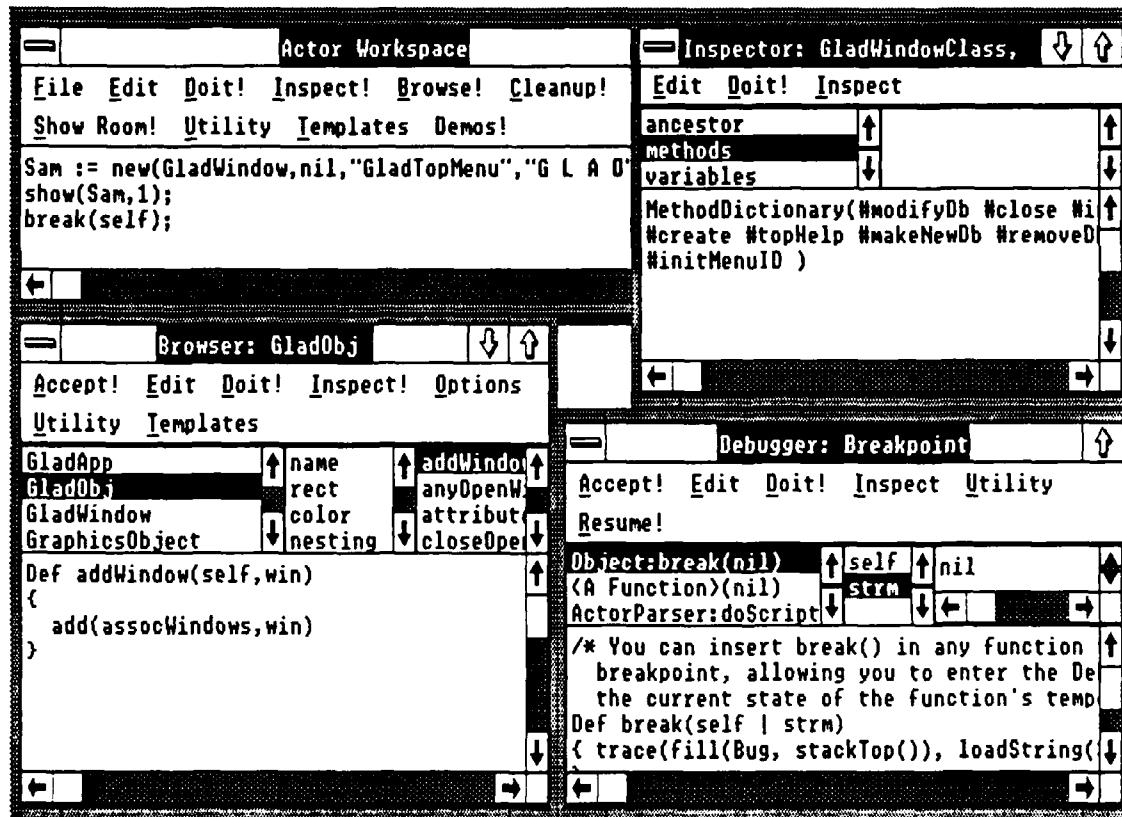 Actor Workspace
File Edit Doit! Inspect! Browse! Cleanup!
Show Room! Utility Templates Demos!
Sam := new(GladWindow,nil,"GladTopMenu","G L A D"
show(Sam,1);
break(self);
Inspector: GladWindowClass,
Edit Doit! Inspect
ancestor
methods
variables
MethodDictionary(#modifyDb #close #i
#create #topHelp #makeNewDb #removeD
#initMenuID )
Browser: GladObj
Accept! Edit Doit! Inspect! Options
Utility Templates
GladApp
GladObj
GladWindow
GraphicsObject
name
rect
color
nesting
addWindow
anyOpenW
attribut
closeOpe
Def addWindow(self,win)
{
add(assocWindows,win)
}
Debugger: Breakpoint
Accept! Edit Doit! Inspect Utility
Resume!
Object:break(nil)
<A Function>(nil)
ActorParser:doScript
self
strm
nil
/* You can insert break() in any function
breakpoint, allowing you to enter the De
the current state of the function's temp
Def break(self | strm)
{ trace(fill(Bug, stackTop()), loadString(